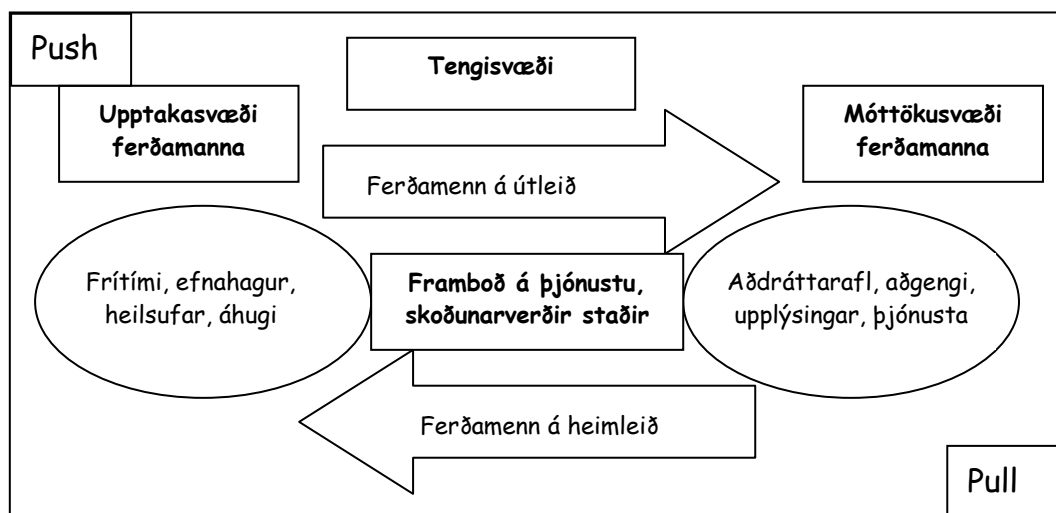 Push
Tengisvæði
Upptakasvæði
ferðamanna
Móttökusvæði
ferðamanna
Ferðamenn á útleið
Frítími, efnahagur,
heilsufar, áhugi
Framboð á þjónustu,
skoðunarverðir staðir
Aðdráttarafl, aðgengi,
upplýsingar, þjónusta
Ferðamenn á heimleið
Pull